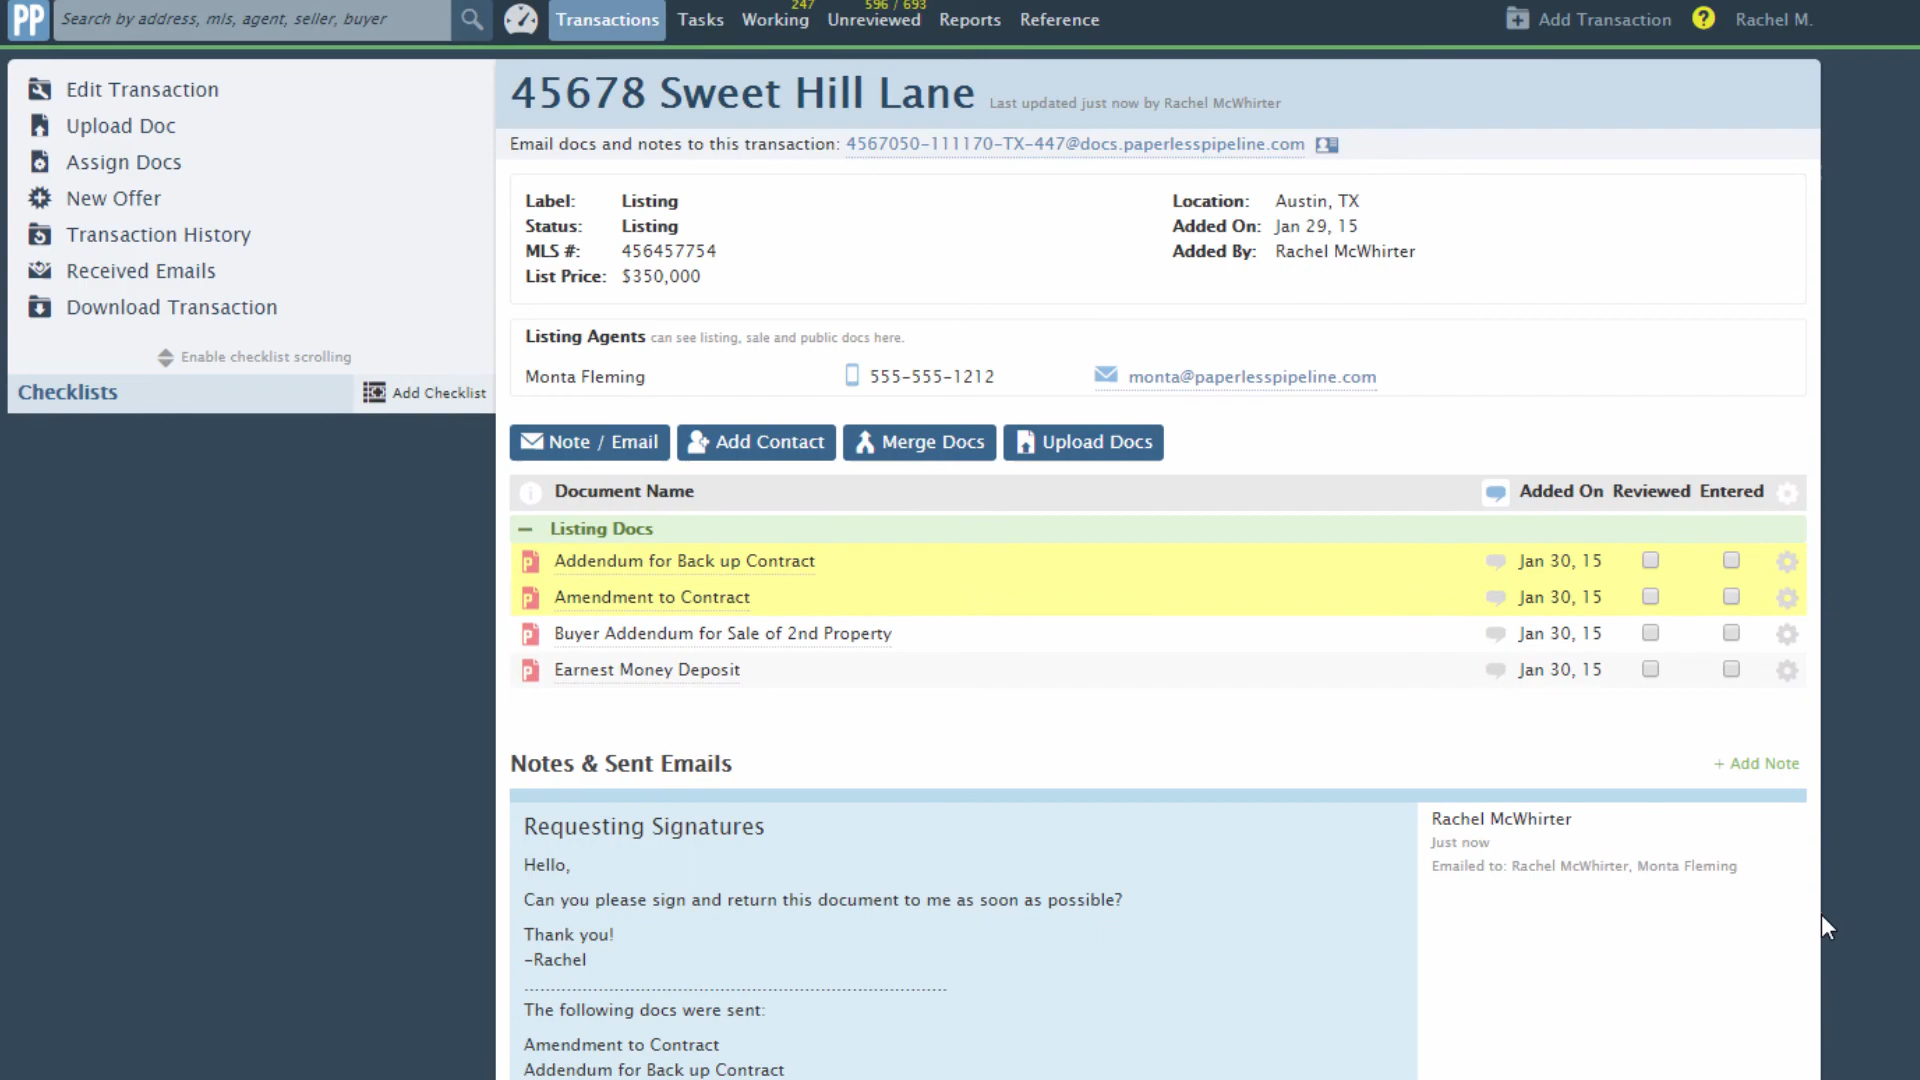 PP
Search by address, mls, agent, seller, buyer
Transactions
Tasks
247
Working
596 / 693
Unreviewed
Reports
Reference
Add Transaction
?
Rachel M.
Edit Transaction
Upload Doc
Assign Docs
New Offer
Transaction History
Received Emails
Download Transaction
Enable checklist scrolling
Checklists
Add Checklist
45678 Sweet Hill Lane Last updated just now by Rachel McWhirter
Email docs and notes to this transaction: 4567050-111170-TX-447@docs.paperlesspipeline.com
Label: Listing
Status: Listing
MLS #: 456457754
List Price: $350,000
Location: Austin, TX
Added On: Jan 29, 15
Added By: Rachel McWhirter
Listing Agents can see listing, sale and public docs here.
Monta Fleming 555-555-1212 monta@paperlesspipeline.com
Note / Email
Add Contact
Merge Docs
Upload Docs
Document Name Added On Reviewed Entered
– Listing Docs
Addendum for Back up Contract Jan 30, 15
Amendment to Contract Jan 30, 15
Buyer Addendum for Sale of 2nd Property Jan 30, 15
Earnest Money Deposit Jan 30, 15
Notes & Sent Emails
+ Add Note
Requesting Signatures
Hello,
Can you please sign and return this document to me as soon as possible?
Thank you!
-Rachel
The following docs were sent:
Amendment to Contract
Addendum for Back up Contract
Rachel McWhirter
Just now
Emailed to: Rachel McWhirter, Monta Fleming